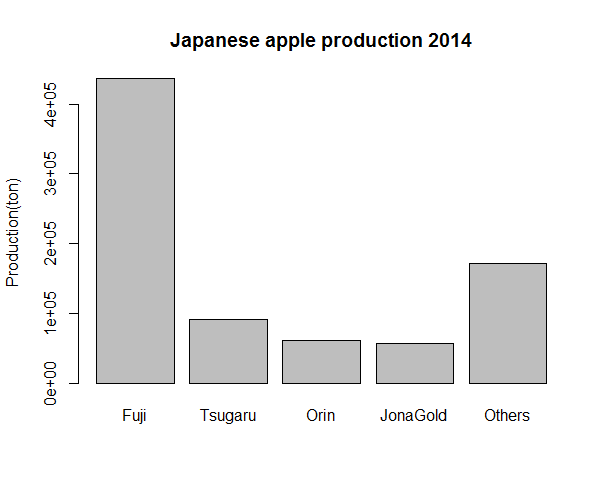 Japanese apple production 2014
Production(ton)
4e+05
3e+05
2e+05
1e+05
0e+00
Fuji
Tsugaru
Orin
JonaGold
Others